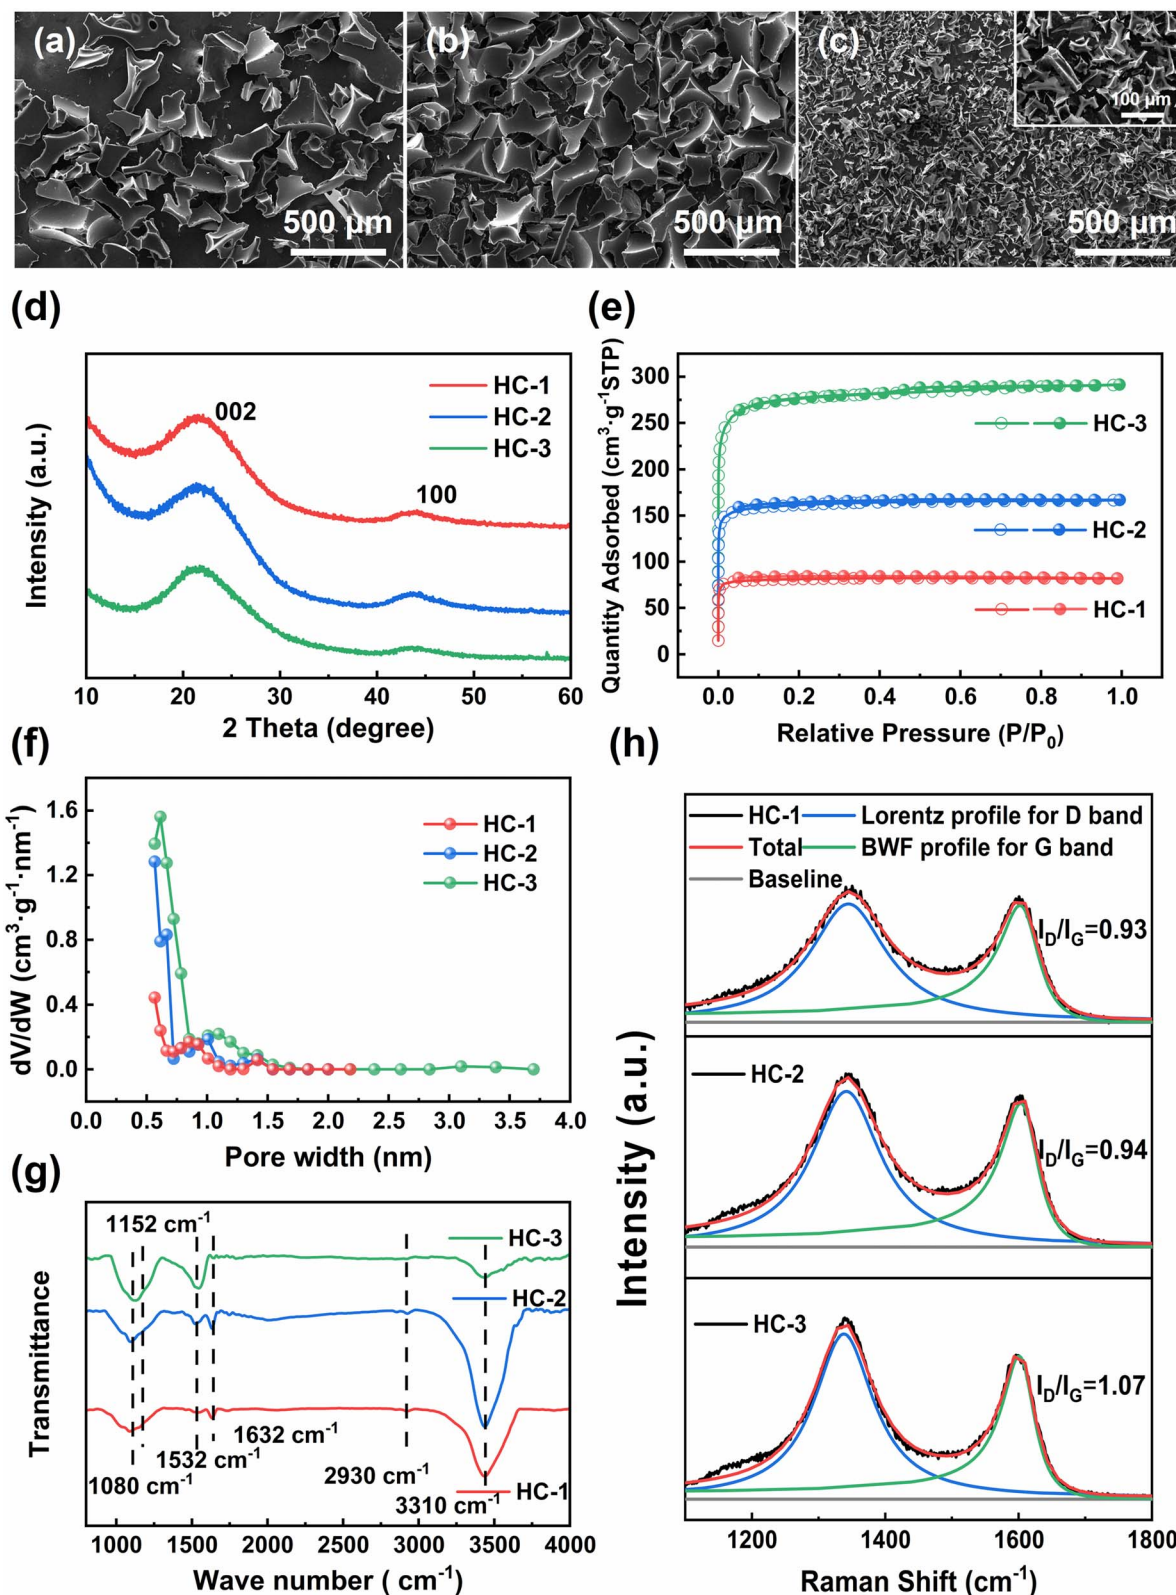 (a)
500 µm
(b)
500 µm
(c)
100 µm
500 µm
(d)
HC-1
HC-2
HC-3
002
100
Intensity (a.u.)
10 20 30 40 50 60
2 Theta (degree)
(e)
Quantity Adsorbed (cm³·g⁻¹STP)
300
250
200
150
100
50
0
HC-3
HC-2
HC-1
0.0 0.2 0.4 0.6 0.8 1.0
Relative Pressure (P/P₀)
(f)
dV/dW (cm³·g⁻¹·nm⁻¹)
1.6
1.2
0.8
0.4
0.0
HC-1
HC-2
HC-3
0.0 0.5 1.0 1.5 2.0 2.5 3.0 3.5 4.0
Pore width (nm)
(g)
Transmittance
1152 cm⁻¹
HC-3
HC-2
1632 cm⁻¹
1532 cm⁻¹
1080 cm⁻¹
2930 cm⁻¹
3310 cm⁻¹
HC-1
1000 1500 2000 2500 3000 3500 4000
Wave number ( cm⁻¹)
(h)
Intensity (a.u.)
HC-1 Lorentz profile for D band
Total BWF profile for G band
Baseline
I_D/I_G=0.93
HC-2
I_D/I_G=0.94
HC-3
I_D/I_G=1.07
1200 1400 1600 1800
Raman Shift (cm⁻¹)